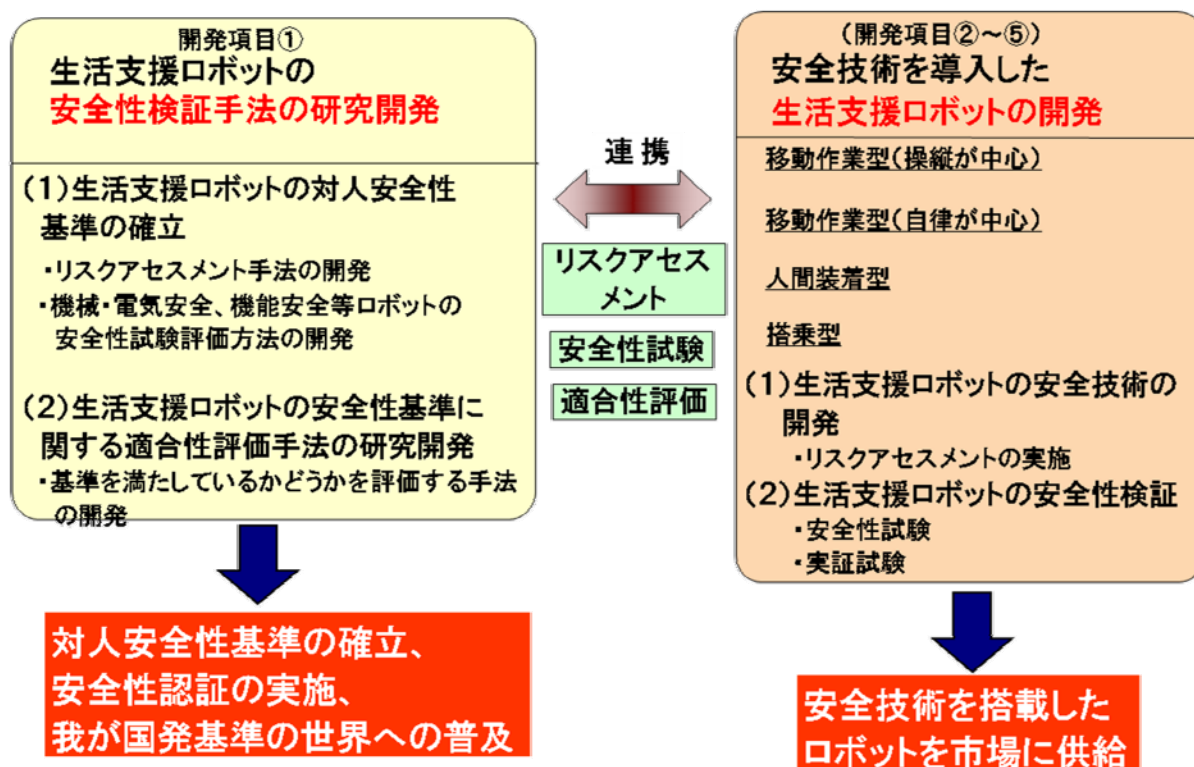 開発項目①
生活支援ロボットの
安全性検証手法の研究開発
(1)生活支援ロボットの対人安全性
基準の確立
・リスクアセスメント手法の開発
・機械・電気安全、機能安全等ロボットの
安全性試験評価方法の開発
(2)生活支援ロボットの安全性基準に
関する適合性評価手法の研究開発
・基準を満たしているかどうかを評価する手法
の開発
対人安全性基準の確立、
安全性認証の実施、
我が国発基準の世界への普及
連携
リスクアセス
メント
安全性試験
適合性評価
(開発項目②～⑤)
安全技術を導入した
生活支援ロボットの開発
移動作業型(操縦が中心)
移動作業型(自律が中心)
人間装着型
搭乗型
(1)生活支援ロボットの安全技術の
開発
・リスクアセスメントの実施
(2)生活支援ロボットの安全性検証
・安全性試験
・実証試験
安全技術を搭載した
ロボットを市場に供給